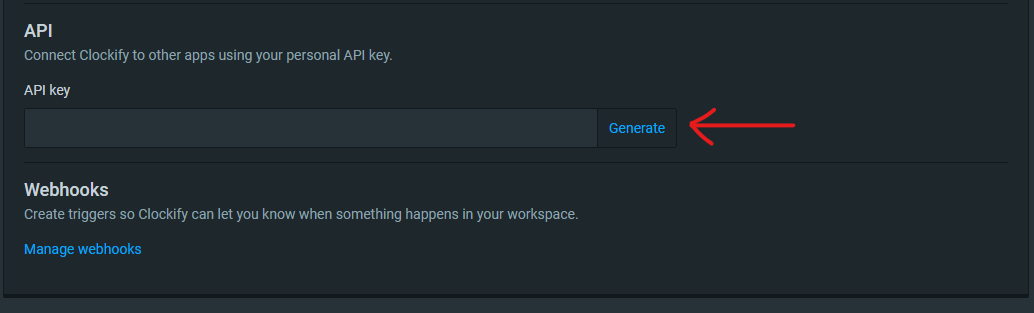 API
Connect Clockify to other apps using your personal API key.
API key
Generate
Webhooks
Create triggers so Clockify can let you know when something happens in your workspace.
Manage webhooks